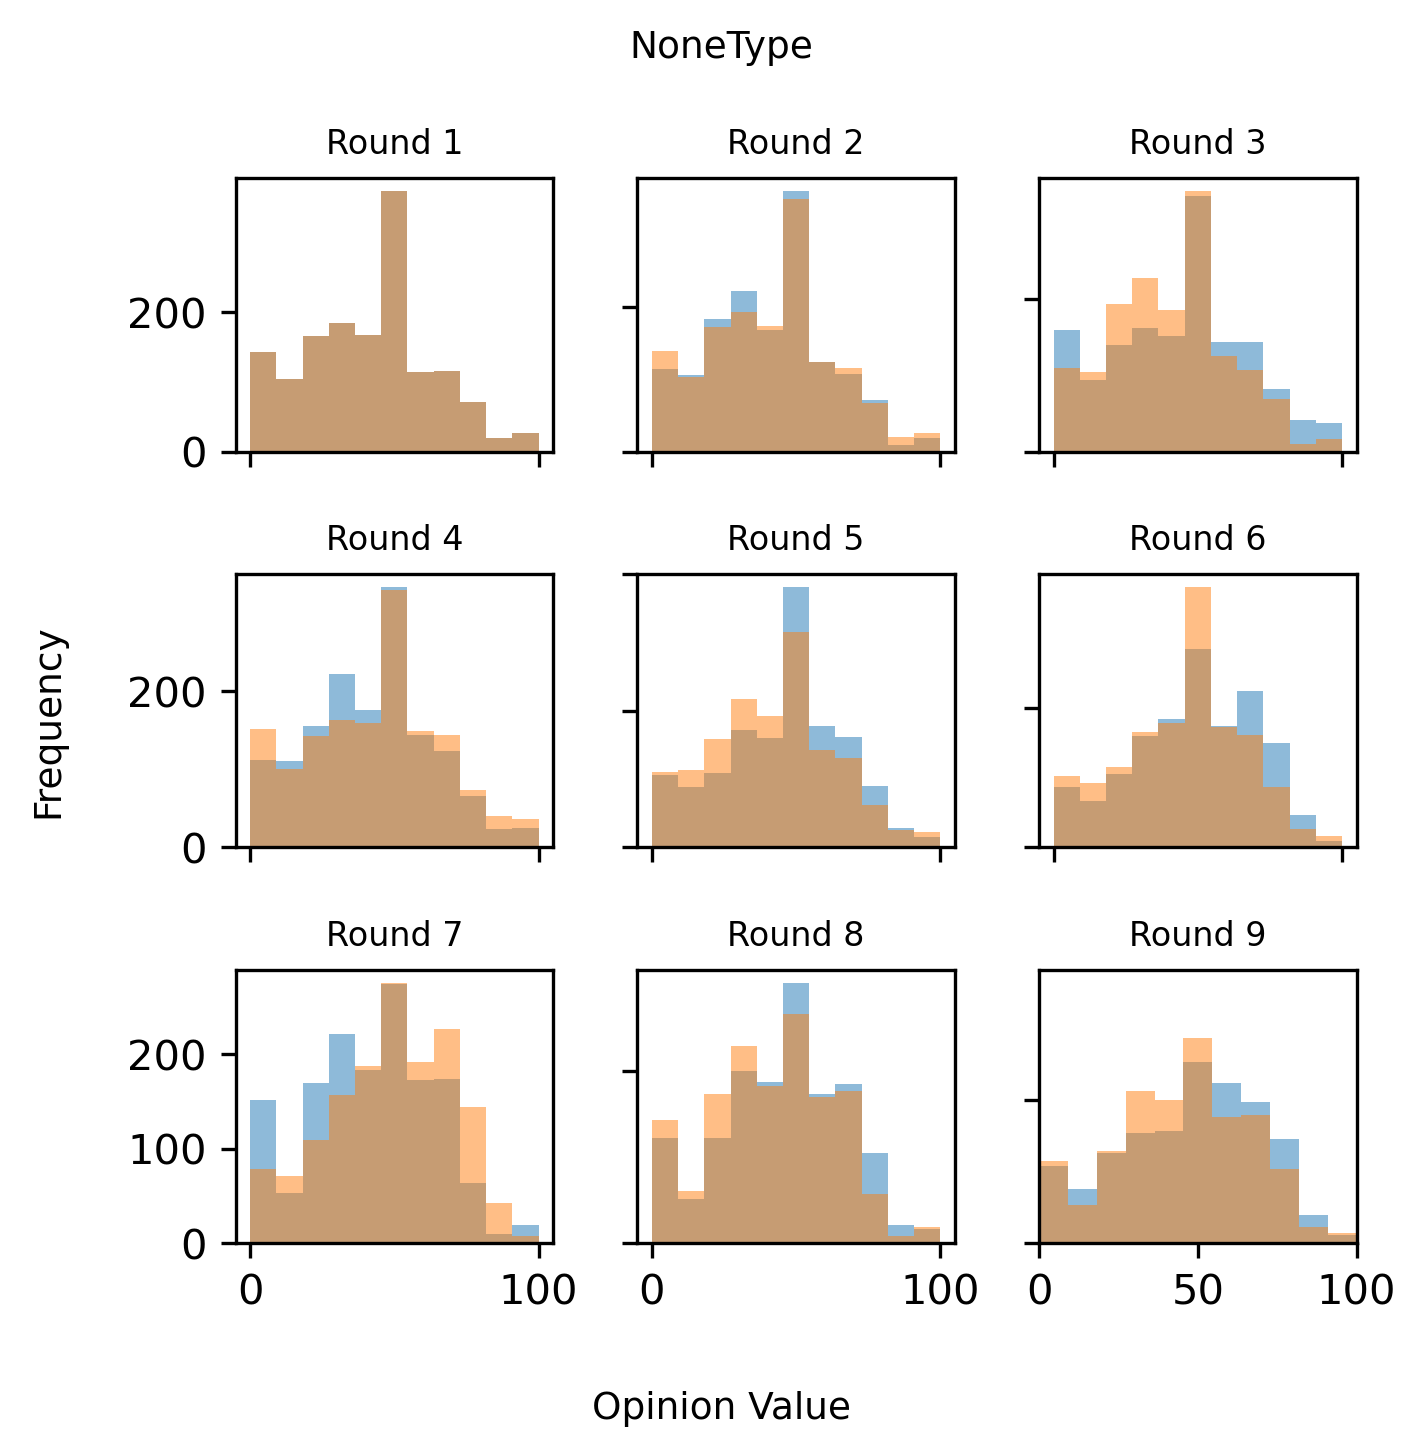 NoneType
Round 1
Round 2
Round 3
200
0
Round 4
Round 5
Round 6
200
0
Frequency
Round 7
Round 8
Round 9
200
100
0
0 100
0 100
0 50 100
Opinion Value